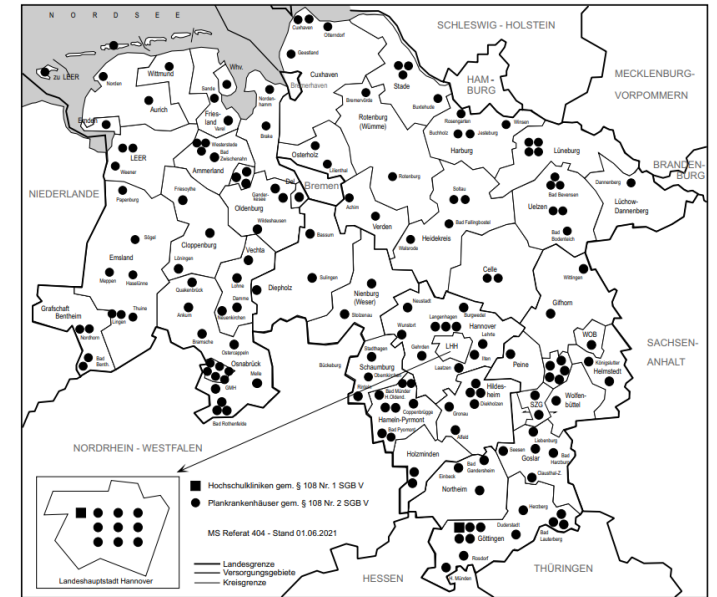 N O R D S E E
SCHLESWIG - HOLSTEIN
MECKLENBURG-
VORPOMMERN
HAM -
BURG
BRANDEN-
BURG
NIEDERLANDE
SACHSEN-
ANHALT
NORDRHEIN - WESTFALEN
HESSEN
THÜRINGEN
Bremen
Bremerhaven
Cuxhaven
Otterndorf
Geestland
Cuxhaven
Zu LEER
Norden
Wittmund
Whv.
Sande
Norden-
hamm
Aurich
Fries-
land
Varel
Emden
Brake
Stade
Bremervörde
Buxtehude
Rotenburg
(Wümme)
Rosengarten
Buchholz
Jesteburg
Harburg
Winsen
Lüneburg
LEER
Weener
Westerstede
Bad
Zwischenahn
Ammerland
Osterholz
Lilienthal
Papenburg
Friesoythe
Del.
Oldenburg
Wildeshausen
Achim
Verden
Rotenburg
Soltau
Bad Fallingbostel
Heidekreis
Walsrode
Uelzen
Bad Bevensen
Bad
Bodenteich
Dannenberg
Lüchow-
Dannenberg
Sögel
Emsland
Meppen
Haselünne
Cloppenburg
Löningen
Vechta
Bassum
Sulingen
Diepholz
Nienburg
(Weser)
Stolzenau
Celle
Wittingen
Gifhorn
Quakenbrück
Lohne
Damme
Neuenkirchen
Ankum
Thuine
Lingen
Grafschaft
Bentheim
Nordhorn
Bad
Benth.
Bramsche
Ostercappeln
Osnabrück
GMH
Melle
Bad Rothenfelde
Neustadt
Burgwedel
Langenhagen
Hannover
Wunstorf
Lehrte
LHH
Gehrden
Ilten
Laatzen
Stadthagen
Bückeburg
Schaumburg
Obernkirchen
Rinteln
Bad Münder
H.Oldend.
Coppenbrügge
Hameln-Pyrmont
Bad Pyrmont
Peine
Hildes-
heim
Diekholzen
Gronau
Alfeld
WOB
Königslutter
Helmstedt
Wolfen-
büttel
SZG
Liebenburg
Goslar
Seesen
Bad
Harzburg
Clausthal-Z.
Holzminden
Bad
Gandersheim
Einbeck
Northeim
Herzberg
Bad
Lauterberg
Duderstadt
Göttingen
Rosdorf
H. Münden
Hochschulkliniken gem. § 108 Nr. 1 SGB V
Plankrankenhäuser gem. § 108 Nr. 2 SGB V
MS Referat 404 - Stand 01.06.2021
Landesgrenze
Versorgungsgebiete
Kreisgrenze
Landeshauptstadt Hannover